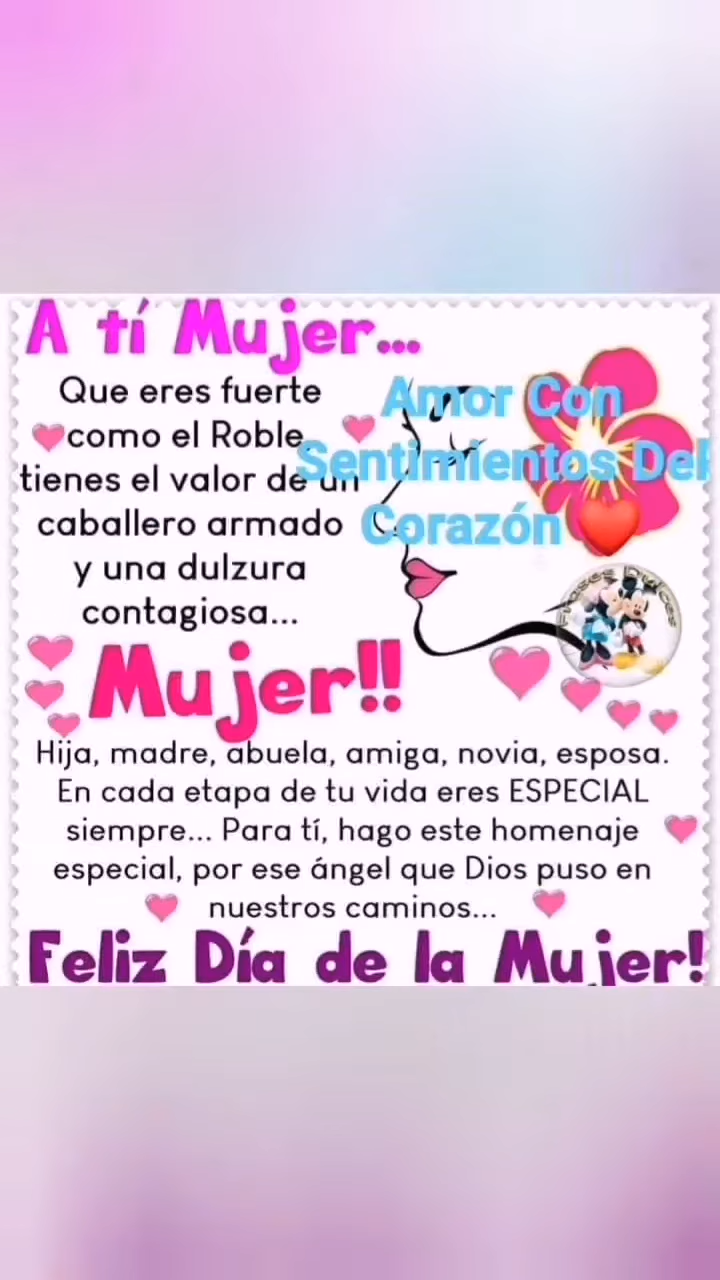 A tí Mujer...
Que eres fuerte
como el Roble
tienes el valor de un
caballero armado
y una dulzura
contagiosa...
Amor Con
Sentimientos Del
Corazón
Frases Dulces
Mujer!!
Hija, madre, abuela, amiga, novia, esposa.
En cada etapa de tu vida eres ESPECIAL
siempre... Para tí, hago este homenaje
especial, por ese ángel que Dios puso en
nuestros caminos...
Feliz Día de la Mujer!